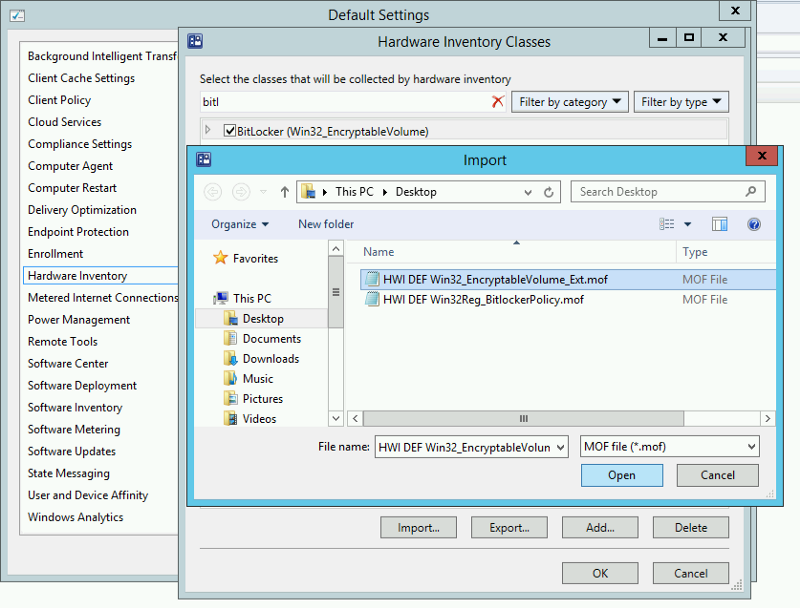 Default Settings
x
Background Intelligent Transf
Client Cache Settings
Client Policy
Cloud Services
Compliance Settings
Computer Agent
Computer Restart
Delivery Optimization
Endpoint Protection
Enrollment
Hardware Inventory
Metered Internet Connections
Power Management
Remote Tools
Software Center
Software Deployment
Software Inventory
Software Metering
Software Updates
State Messaging
User and Device Affinity
Windows Analytics
Hardware Inventory Classes
x
Select the classes that will be collected by hardware inventory
bitl
Filter by category
Filter by type
BitLocker (Win32_EncryptableVolume)
Import
x
This PC
Desktop
Search Desktop
Organize
New folder
Favorites
This PC
Desktop
Documents
Downloads
Music
Pictures
Videos
Name
Type
HWI DEF Win32_EncryptableVolume_Ext.mof
MOF File
HWI DEF Win32Reg_BitlockerPolicy.mof
MOF File
File name:
HWI DEF Win32_EncryptableVolun
MOF file (*.mof)
Open
Cancel
Import...
Export...
Add...
Delete
OK
Cancel